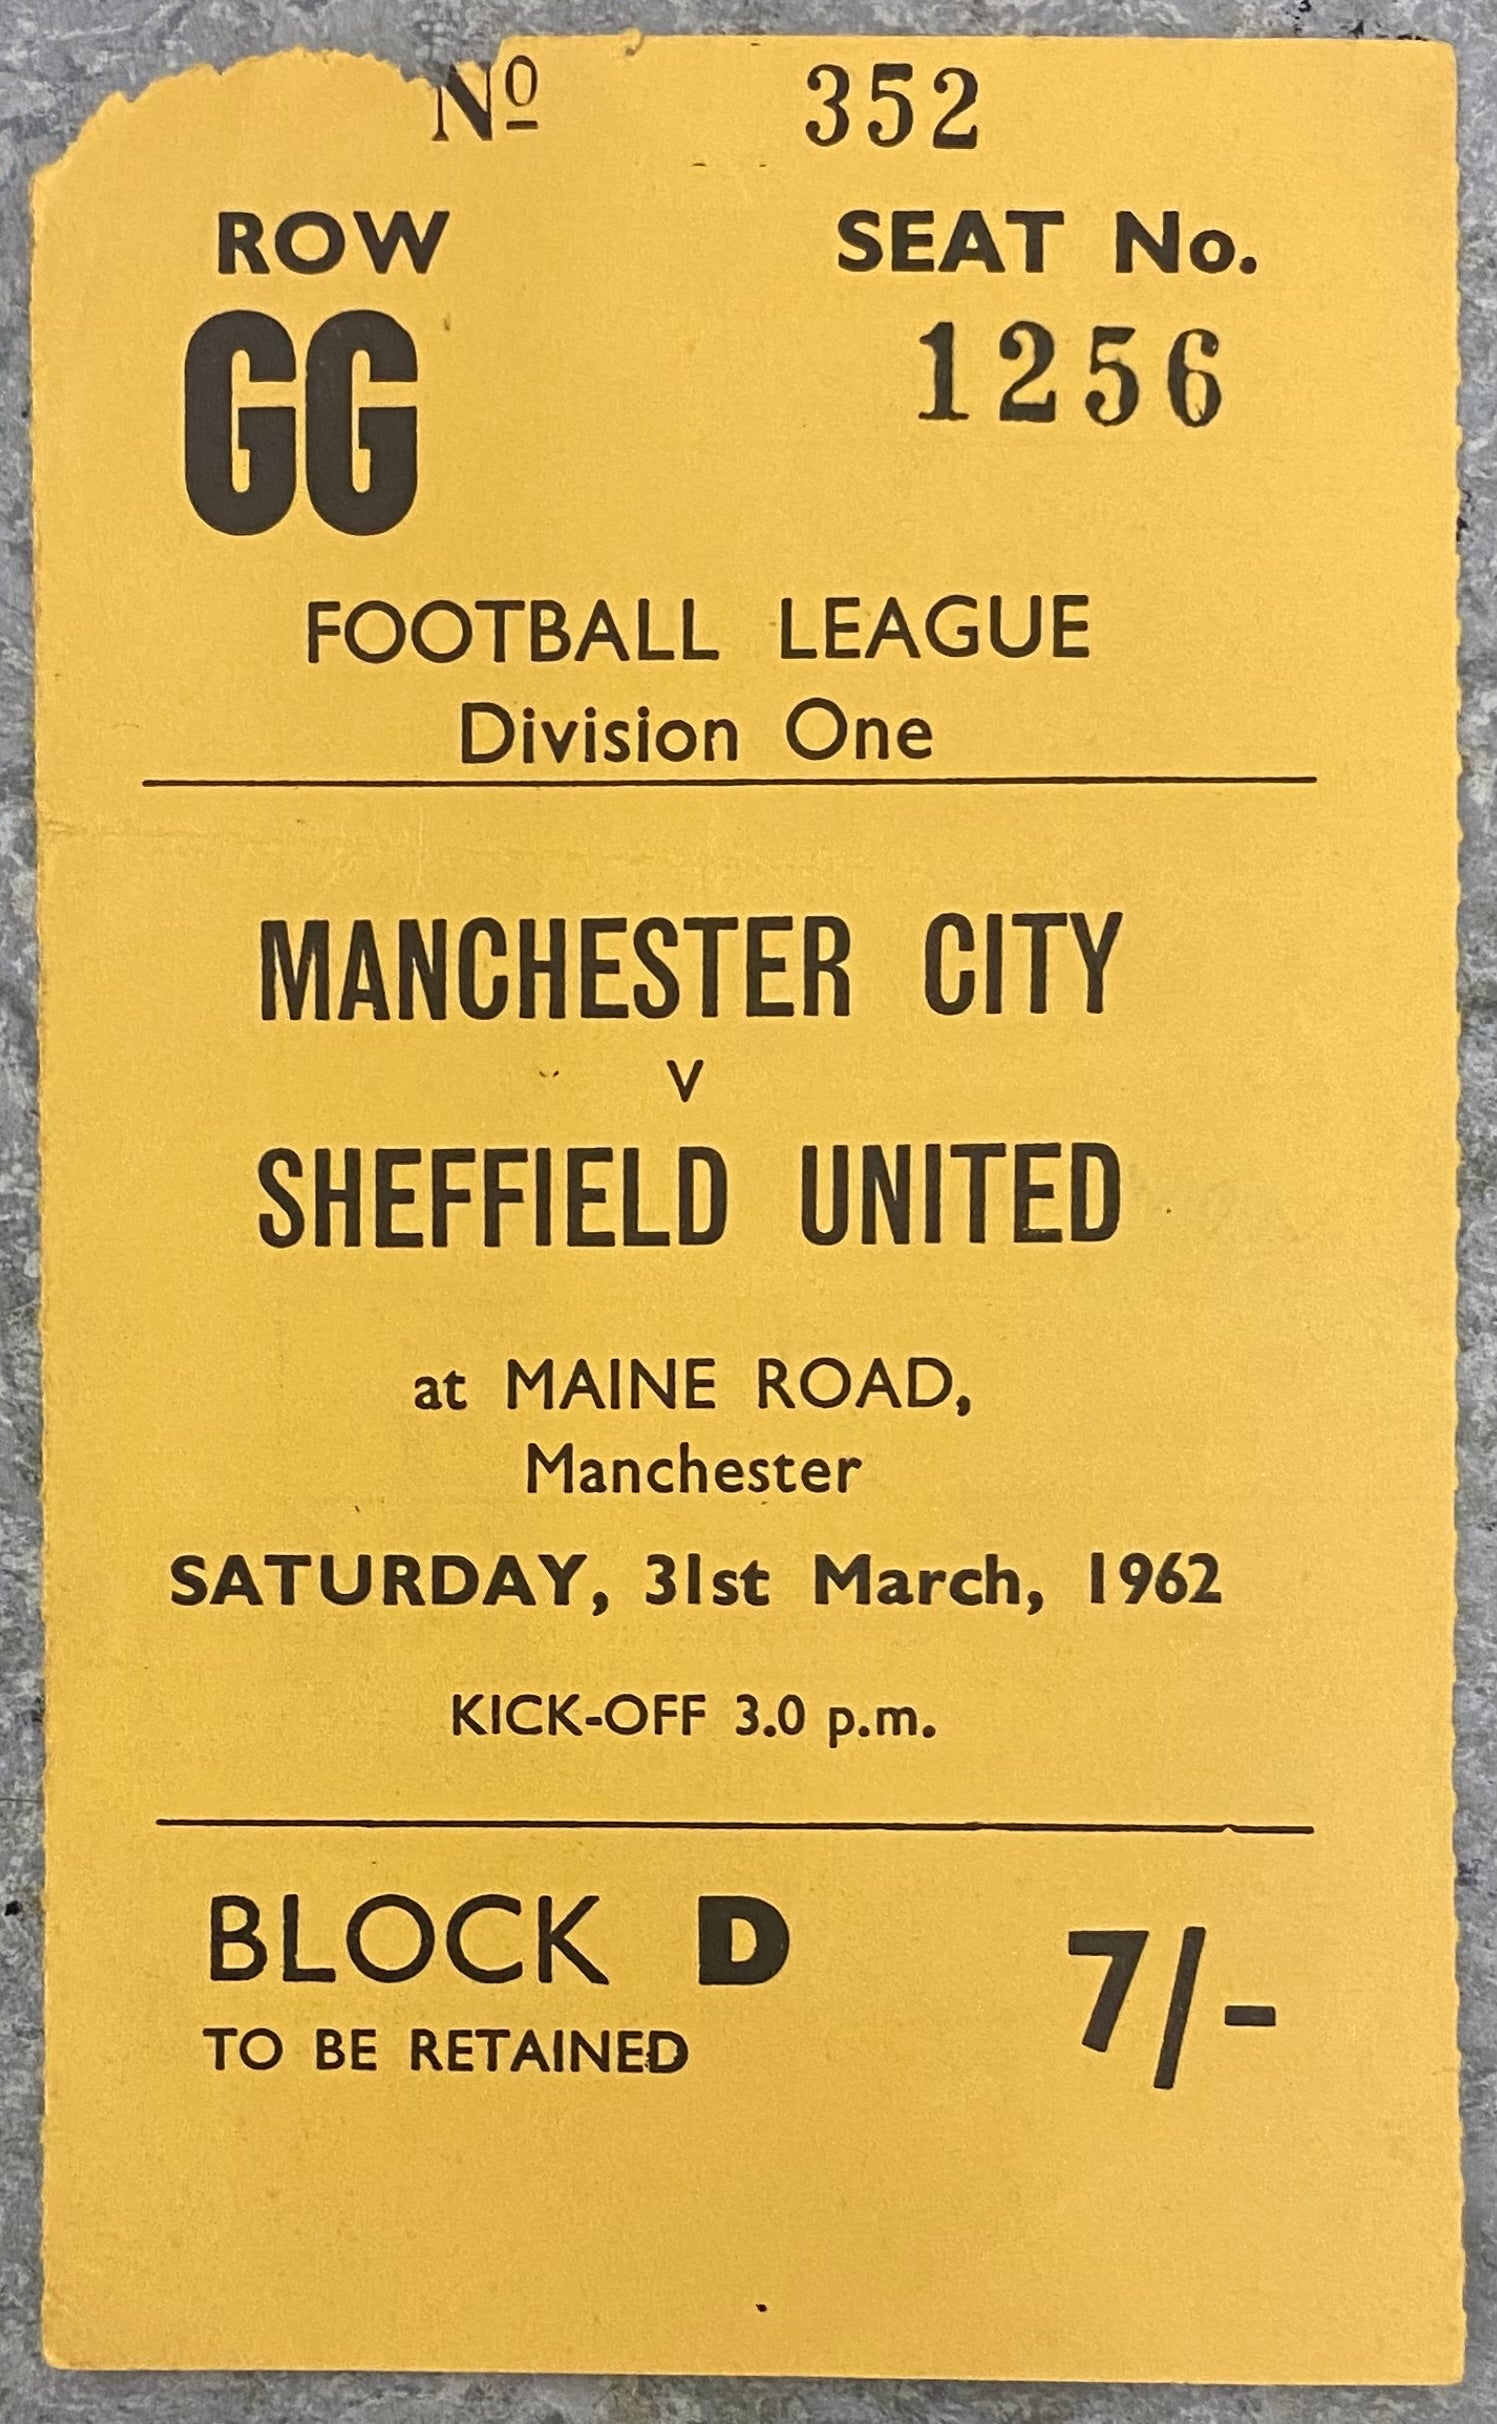 Nº 352
ROW SEAT No.
GG 1256
FOOTBALL LEAGUE
Division One
MANCHESTER CITY
v
SHEFFIELD UNITED
at MAINE ROAD,
Manchester
SATURDAY, 31st March, 1962
KICK-OFF 3.0 p.m.
BLOCK D 7/-
TO BE RETAINED